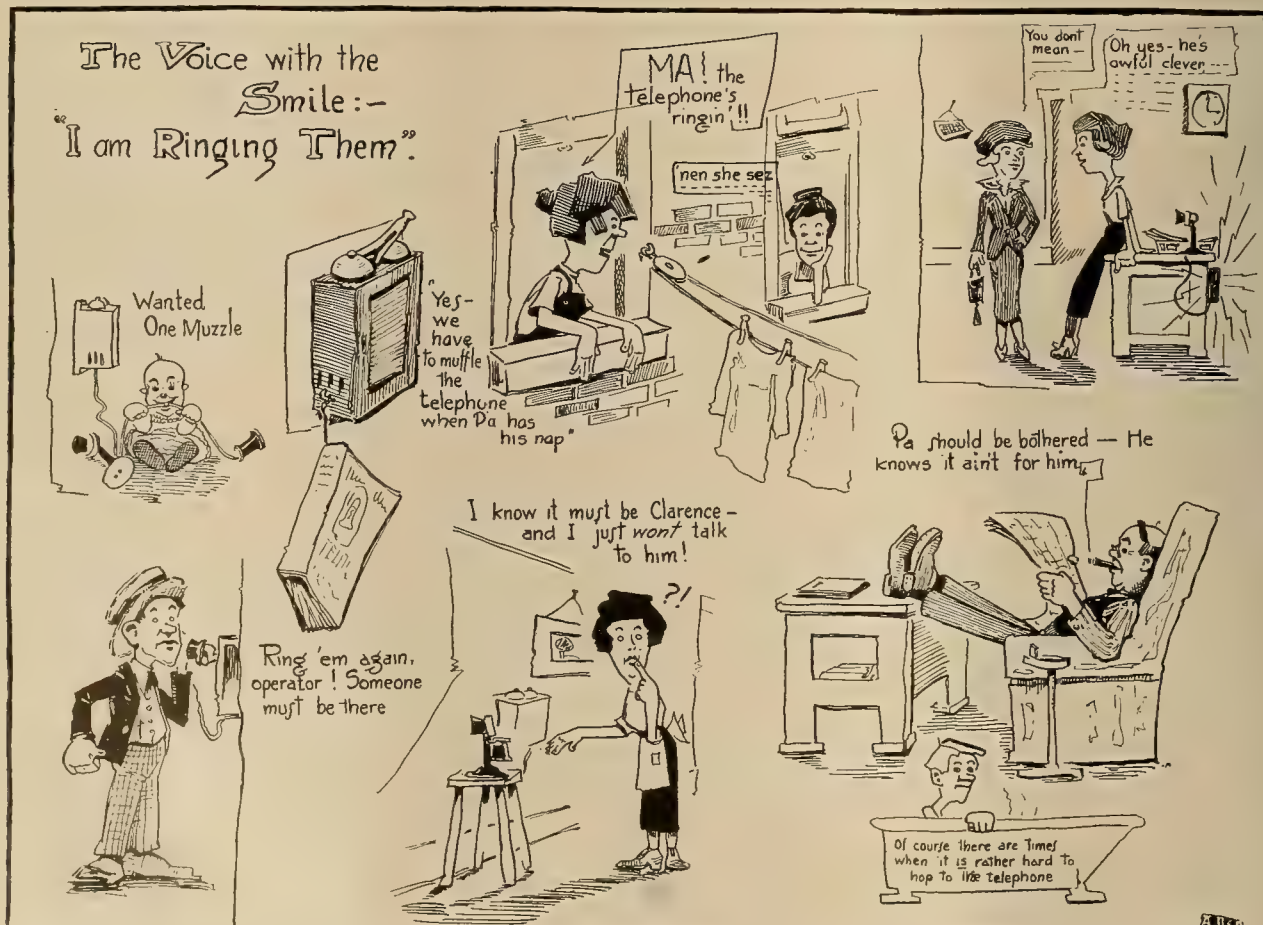 The Voice with the
Smile:-
"I am Ringing Them".
MA! the
telephone's
ringin'!!
'nen she sez
You dont
mean —
Oh yes- he's
awful clever ---
Wanted
One Muzzle
"Yes-
we
have
to muffle
the
telephone
when Pa has
his nap"
Pa should be bothered — He
knows it ain't for him
I know it must be Clarence -
and I just wont talk
to him!
?!
Ring 'em again,
operator! Someone
must be there
Of course there are times
when it is rather hard to
hop to the telephone